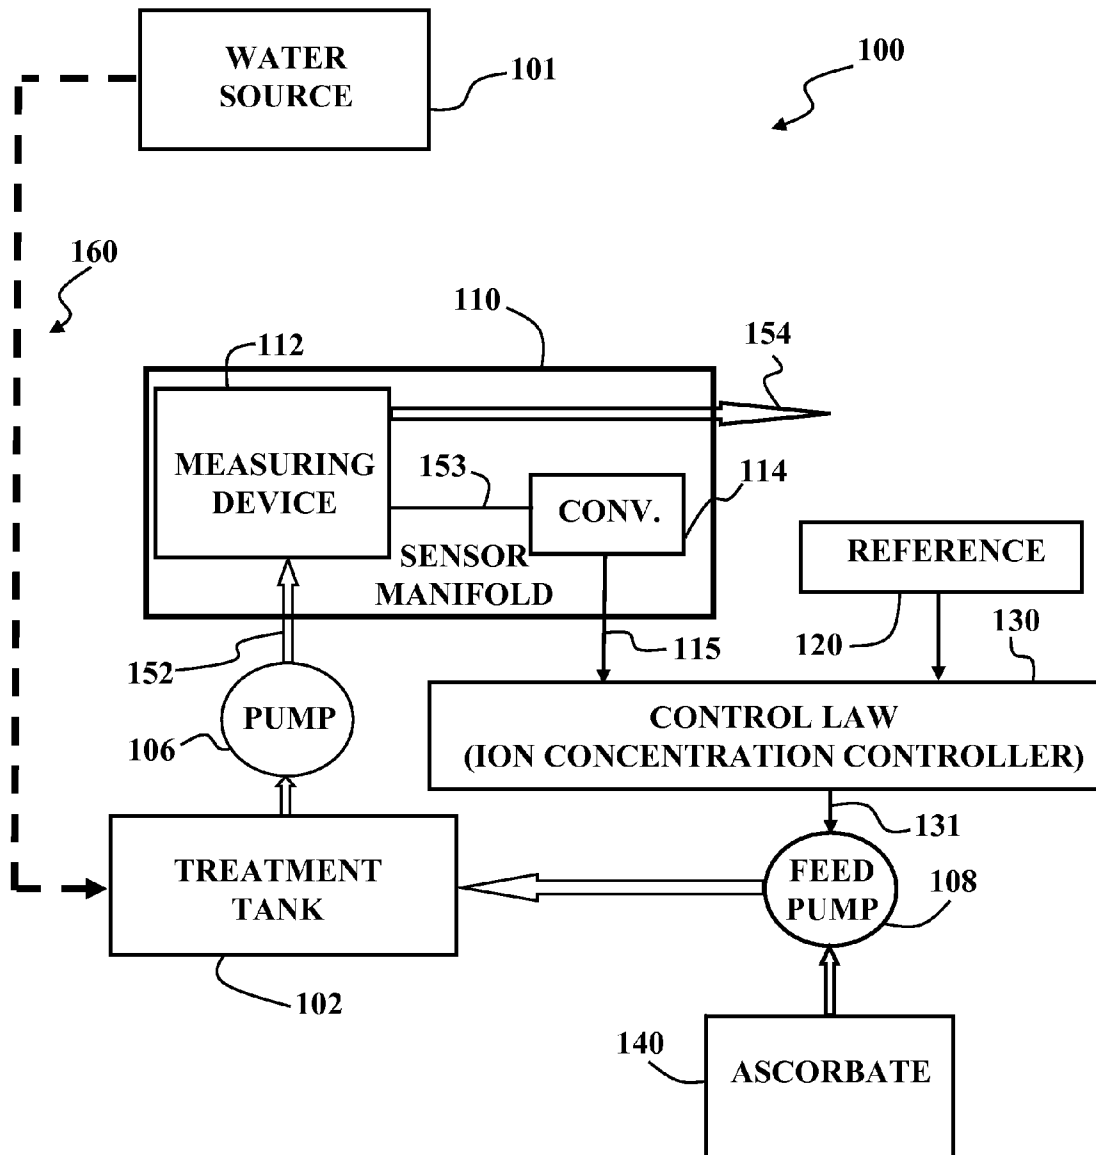 WATER
SOURCE
101
100
160
110
154
112
MEASURING
DEVICE
153
CONV.
114
SENSOR
MANIFOLD
REFERENCE
120
130
152
115
PUMP
106
CONTROL LAW
(ION CONCENTRATION CONTROLLER)
131
TREATMENT
TANK
102
FEED
PUMP
108
140
ASCORBATE